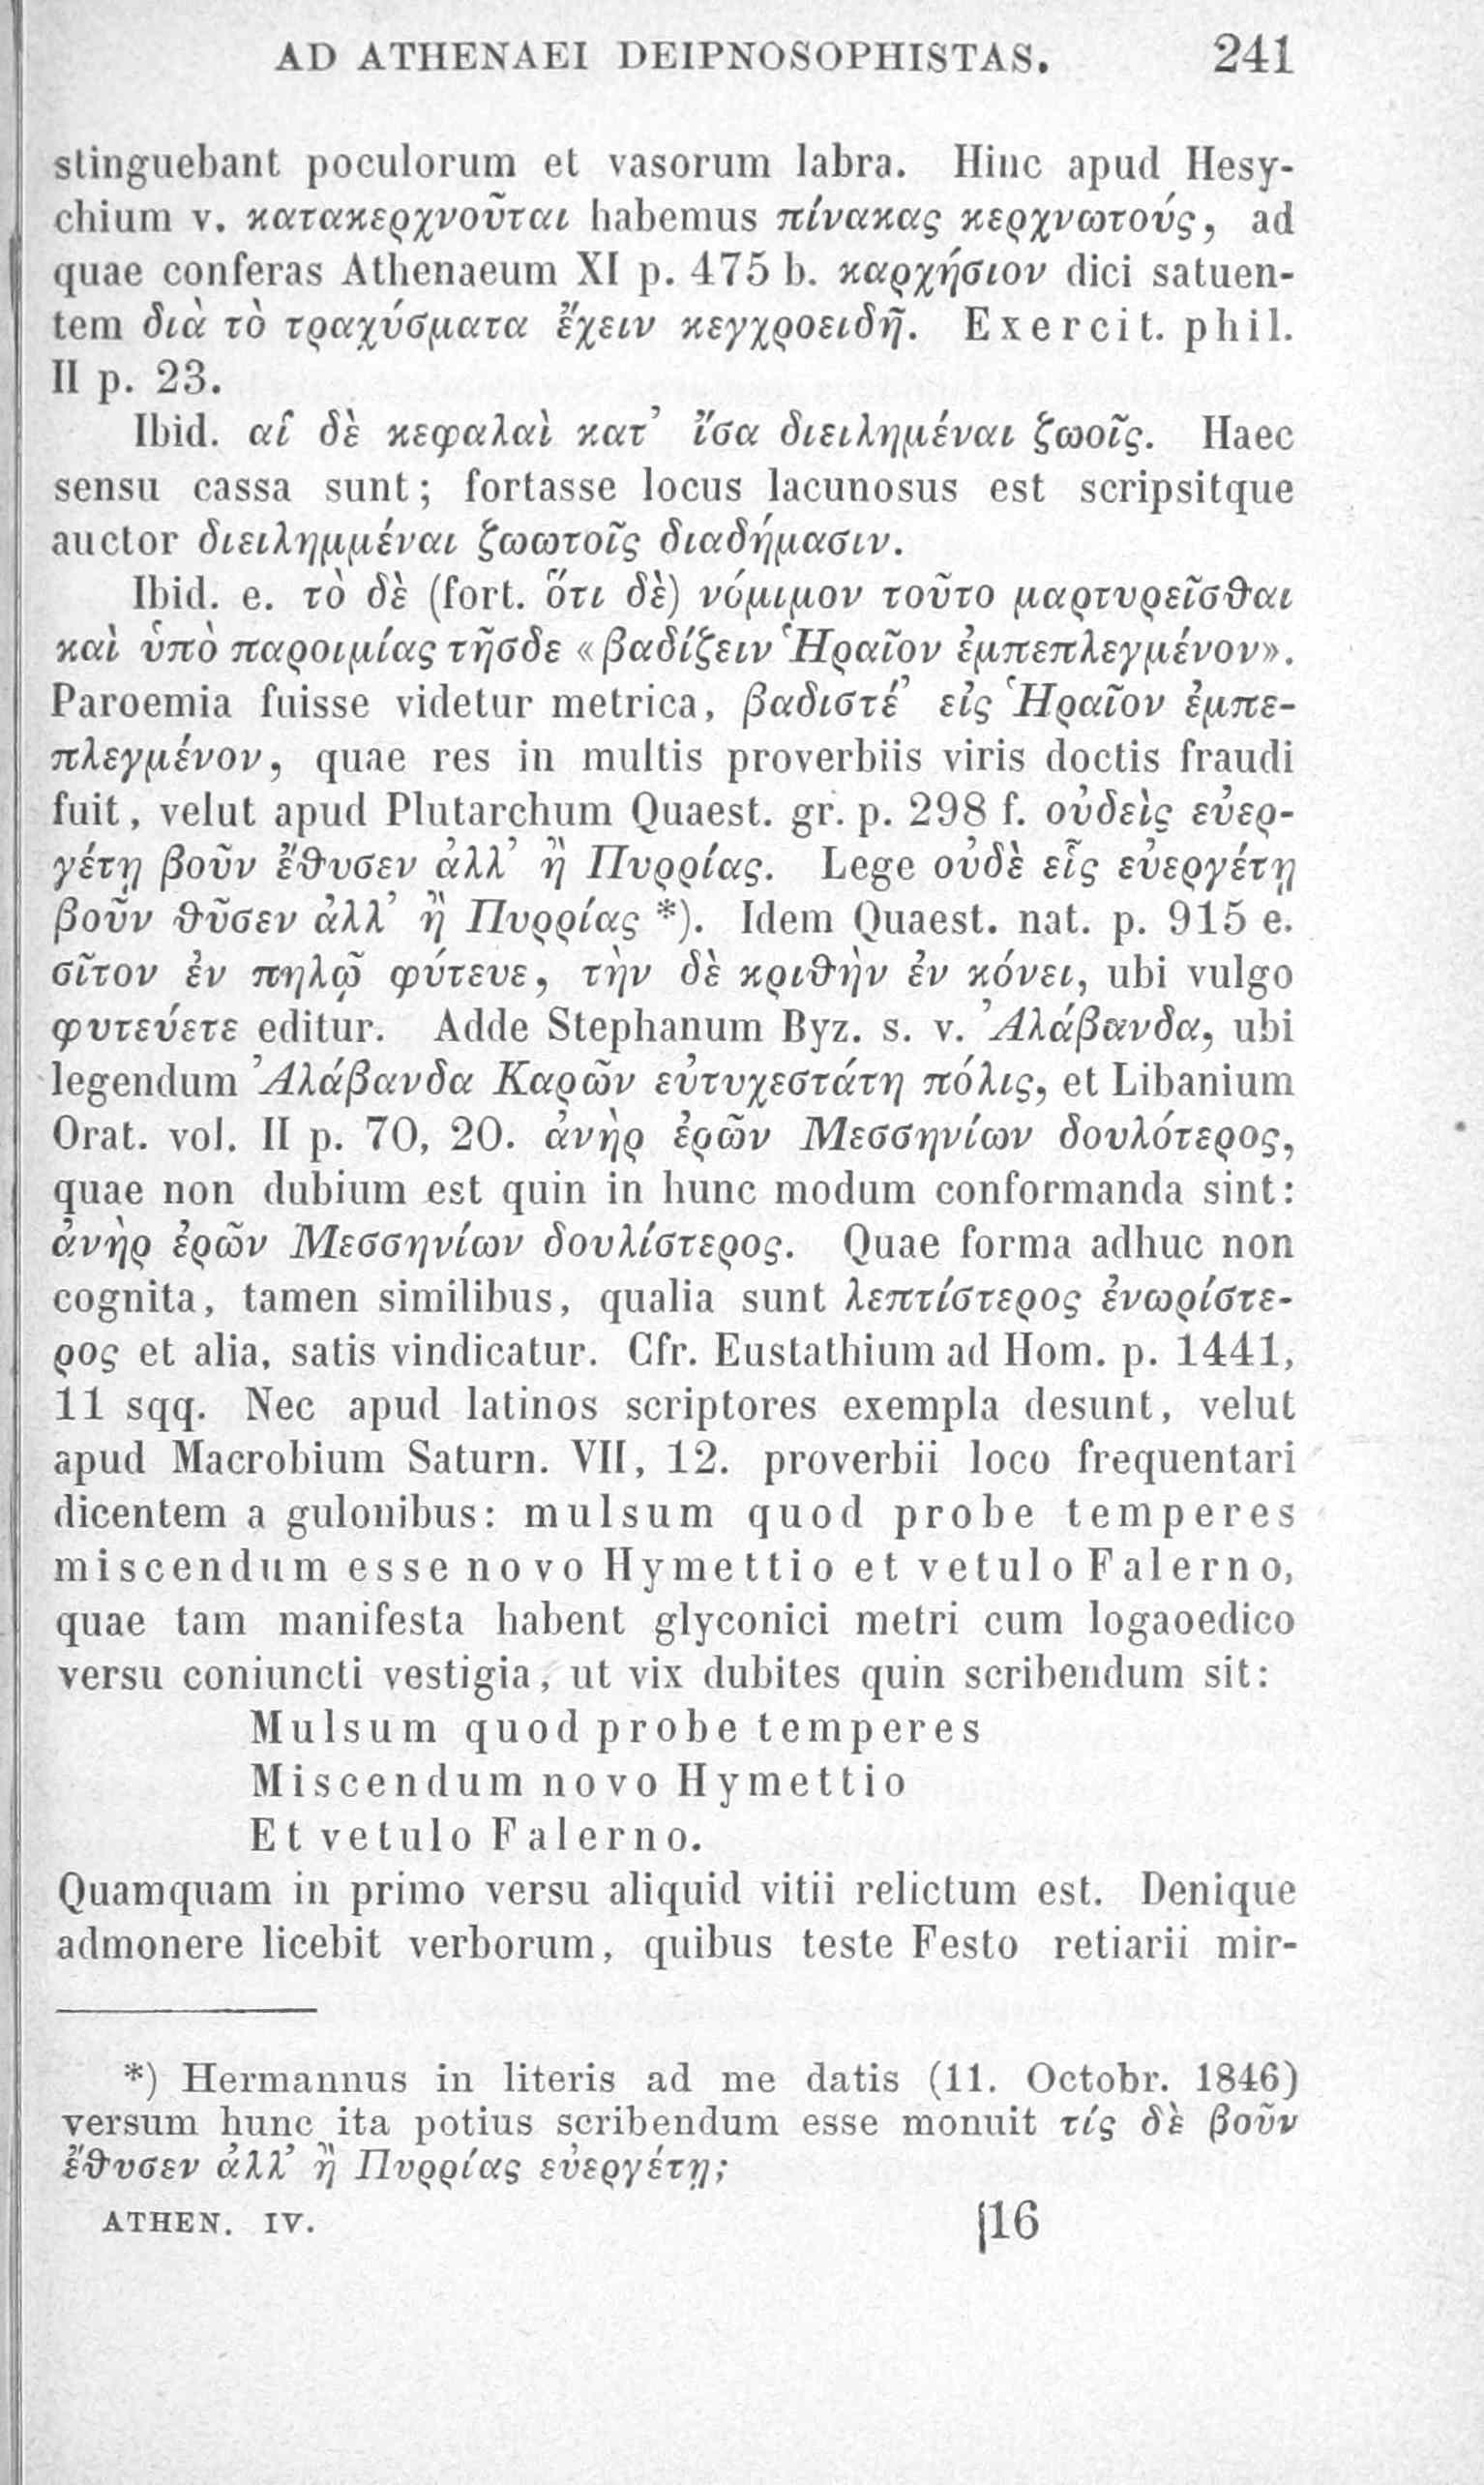 AD ATHENAEI DEIPNOSOPHISTAS. 241
stinguebant poculorum et vasorum labra. Hinc apud Hesy-
chium v. κατακερχνοῦται habemus πίνακας κερχνωτούς, ad
quae conferas Athenaeum XI p. 475 b. καρχήσιον dici satuen-
tem διὰ τὸ τραχύσματα ἔχειν κεγχροειδῆ. Exercit. phil.
II p. 23.
Ibid. αἱ δὲ κεφαλαὶ κατ’ ἴσα διειλημέναι ζωοῖς. Haec
sensu cassa sunt; fortasse locus lacunosus est scripsitque
auctor διειλημμέναι ζωωτοῖς διαδήμασιν.
Ibid. e. τὸ δὲ (fort. ὅτι δὲ) νόμιμον τοῦτο μαρτυρεῖσθαι
καὶ ὑπὸ παροιμίας τῆσδε «βαδίζειν Ἡραῖον ἐμπεπλεγμένον».
Paroemia fuisse videtur metrica, βαδιστέ’ εἰς Ἡραῖον ἐμπε-
πλεγμένον, quae res in multis proverbiis viris doctis fraudi
fuit, velut apud Plutarchum Quaest. gr. p. 298 f. οὐδεὶς εὐερ-
γέτῃ βοῦν ἔθυσεν ἀλλ’ ἢ Πυρρίας. Lege οὐδὲ εἷς εὐεργέτῃ
βοῦν θῦσεν ἀλλ’ ἢ Πυρρίας *). Idem Quaest. nat. p. 915 e.
σῖτον ἐν πηλῷ φύτευε, τὴν δὲ κριθὴν ἐν κόνει, ubi vulgo
φυτεύετε editur. Adde Stephanum Byz. s. v. Ἀλάβανδα, ubi
legendum Ἀλάβανδα Καρῶν εὐτυχεστάτη πόλις, et Libanium
Orat. vol. II p. 70, 20. ἀνὴρ ἐρῶν Μεσσηνίων δουλότερος,
quae non dubium est quin in hunc modum conformanda sint:
ἀνὴρ ἐρῶν Μεσσηνίων δουλίστερος. Quae forma adhuc non
cognita, tamen similibus, qualia sunt λεπτίστερος ἐνωρίστε-
ρος et alia, satis vindicatur. Cfr. Eustathium ad Hom. p. 1441,
11 sqq. Nec apud latinos scriptores exempla desunt, velut
apud Macrobium Saturn. VII, 12. proverbii loco frequentari
dicentem a gulonibus: mulsum quod probe temperes
miscendum esse novo Hymettio et vetulo Falerno,
quae tam manifesta habent glyconici metri cum logaoedico
versu coniuncti vestigia, ut vix dubites quin scribendum sit:
Mulsum quod probe temperes
Miscendum novo Hymettio
Et vetulo Falerno.
Quamquam in primo versu aliquid vitii relictum est. Denique
admonere licebit verborum, quibus teste Festo retiarii mir-
*) Hermannus in literis ad me datis (11. Octobr. 1846)
versum hunc ita potius scribendum esse monuit τίς δὲ βοῦν
ἔθυσεν ἀλλ’ ἢ Πυρρίας εὐεργέτῃ;
ATHEN. IV. 16